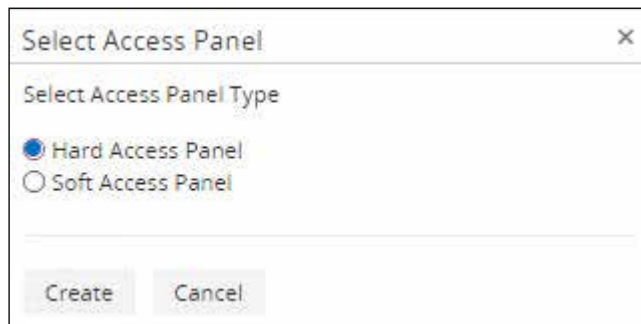 Select Access Panel
Select Access Panel Type
Hard Access Panel
Soft Access Panel
Create Cancel